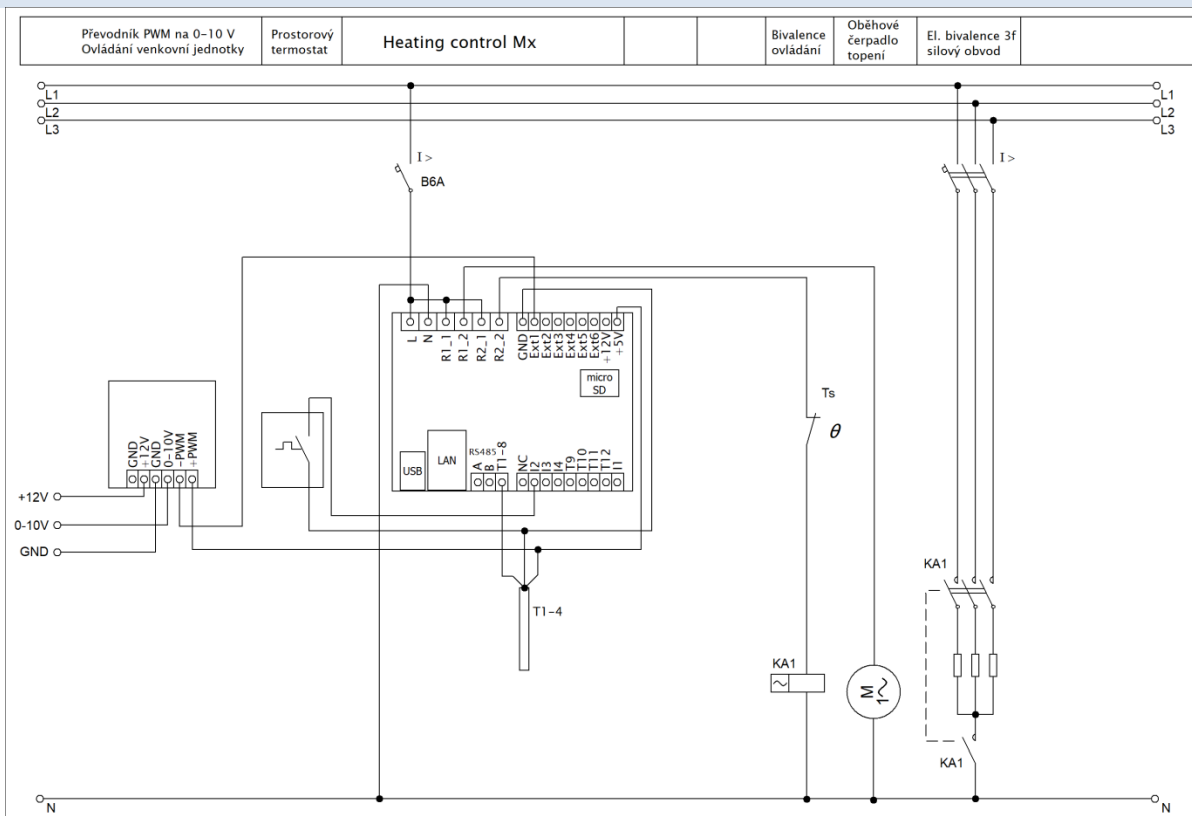 Převodník PWM na 0-10 V
Ovládání venkovní jednotky
Prostorový
termostat
Heating control Mx
Bivalence
ovládání
Oběhové
čerpadlo
topení
El. bivalence 3f
silový obvod
L1
L2
L3
L1
L2
L3
I >
B6A
I >
L
N
R1_1
R1_2
R2_1
R2_2
GND
Ext1
Ext2
Ext3
Ext4
Ext5
Ext6
+12V
+5V
micro
SD
USB
LAN
RS485
A
B
T1-8
NC
I2
I3
I4
T9
T10
T11
T12
I1
GND
+12V
GND
0-10V
-PWM
+PWM
+12V
0-10V
GND
T1-4
Ts
θ
KA1
M
1~
KA1
KA1
N
N